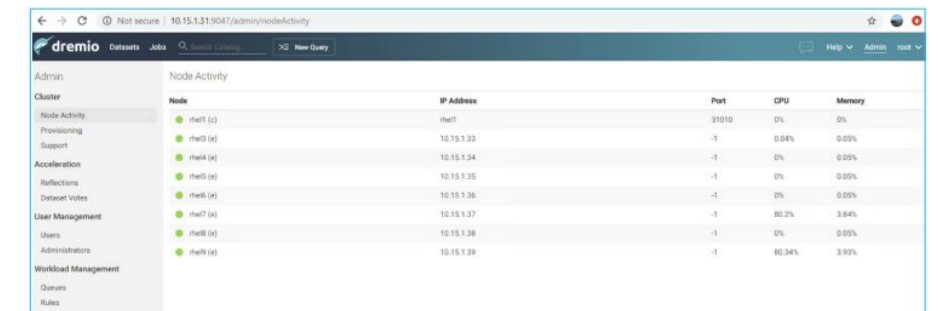 Not secure | 10.15.1.31:9047/admin/nodeActivity
dremio Datasets Jobs Search Catalog... New Query Help Admin root
Admin
Cluster
Node Activity
Provisioning
Support
Acceleration
Reflections
Dataset Votes
User Management
Users
Administrators
Workload Management
Queues
Rules
Node Activity
Node IP Address Port CPU Memory
rhel1 (c) rhel1 31010 0% 0%
rhel3 (e) 10.15.1.33 -1 0.04% 0.05%
rhel4 (e) 10.15.1.34 -1 0% 0.05%
rhel5 (e) 10.15.1.35 -1 0% 0.05%
rhel6 (e) 10.15.1.36 -1 0% 0.05%
rhel7 (e) 10.15.1.37 -1 80.2% 3.84%
rhel8 (e) 10.15.1.38 -1 0% 0.05%
rhel9 (e) 10.15.1.39 -1 80.34% 3.93%